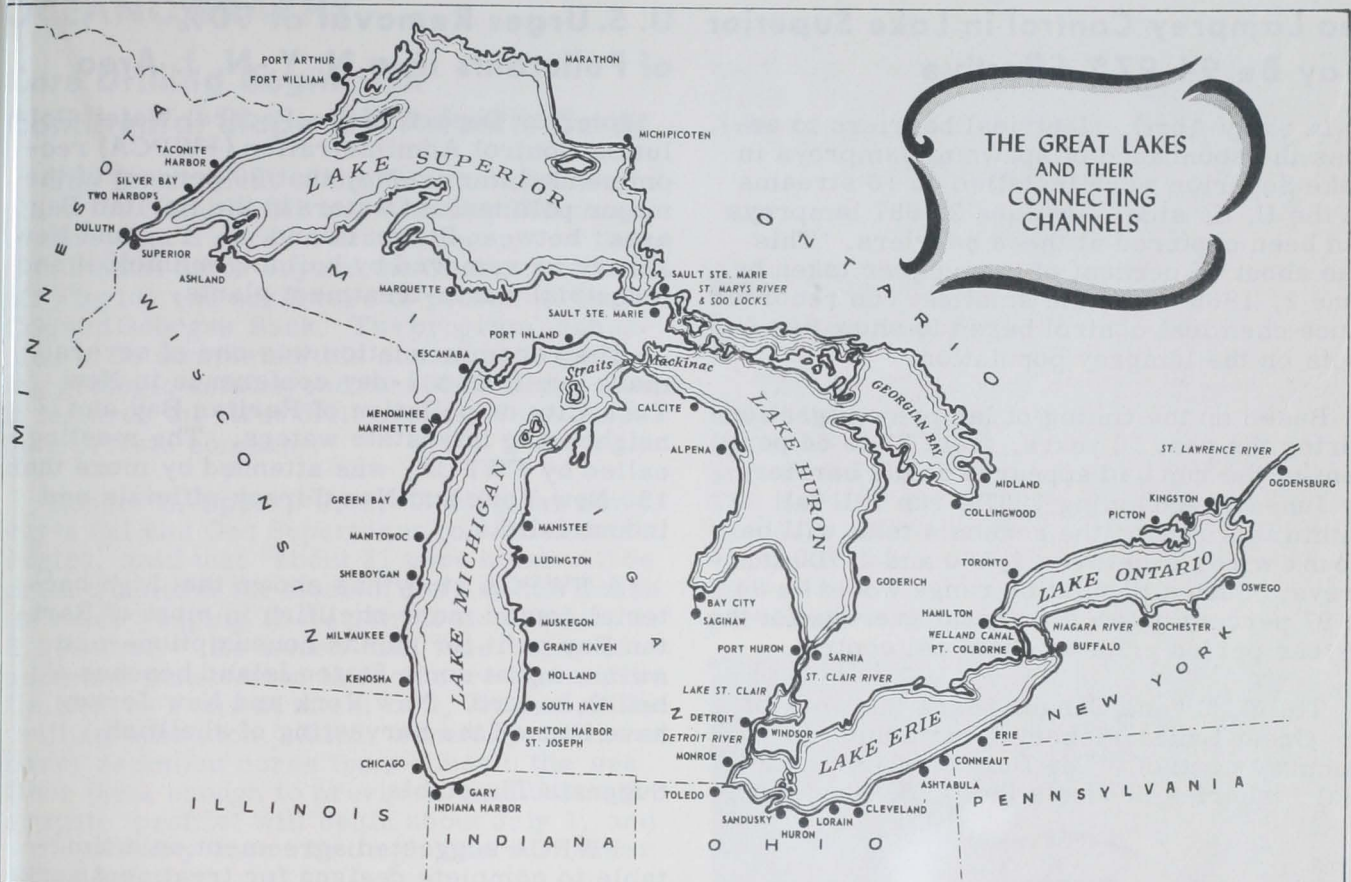 THE GREAT LAKES
AND THEIR
CONNECTING
CHANNELS
PORT ARTHUR
FORT WILLIAM
MARATHON
MICHIPICOTEN
TACONITE
HARBOR
SILVER BAY
TWO HARBORS
DULUTH
SUPERIOR
ASHLAND
LAKE SUPERIOR
MARQUETTE
SAULT STE. MARIE
ST. MARYS RIVER
& SOO LOCKS
SAULT STE. MARIE
MINNESOTA
WISCONSIN
MICHIGAN
ONTARIO
PORT INLAND
ESCANABA
Straits Mackinac
MENOMINEE
MARINETTE
CALCITE
ALPENA
GREEN BAY
MANITOWOC
SHEBOYGAN
MILWAUKEE
KENOSHA
CHICAGO
LAKE MICHIGAN
MANISTEE
LUDINGTON
MUSKEGON
GRAND HAVEN
HOLLAND
SOUTH HAVEN
BENTON HARBOR
ST. JOSEPH
GARY
INDIANA HARBOR
LAKE HURON
GEORGIAN BAY
MIDLAND
COLLINGWOOD
GODERICH
BAY CITY
SAGINAW
PORT HURON
SARNIA
ST. CLAIR RIVER
LAKE ST. CLAIR
DETROIT
DETROIT RIVER
WINDSOR
MONROE
TOLEDO
SANDUSKY
HURON
LORAIN
CLEVELAND
ASHTABULA
CONNEAUT
ERIE
LAKE ERIE
ST. LAWRENCE RIVER
OGDENSBURG
KINGSTON
PICTON
TORONTO
LAKE ONTARIO
OSWEGO
HAMILTON
WELLAND CANAL
PT. COLBORNE
NIAGARA RIVER
ROCHESTER
BUFFALO
NEW YORK
PENNSYLVANIA
ILLINOIS
INDIANA
OHIO